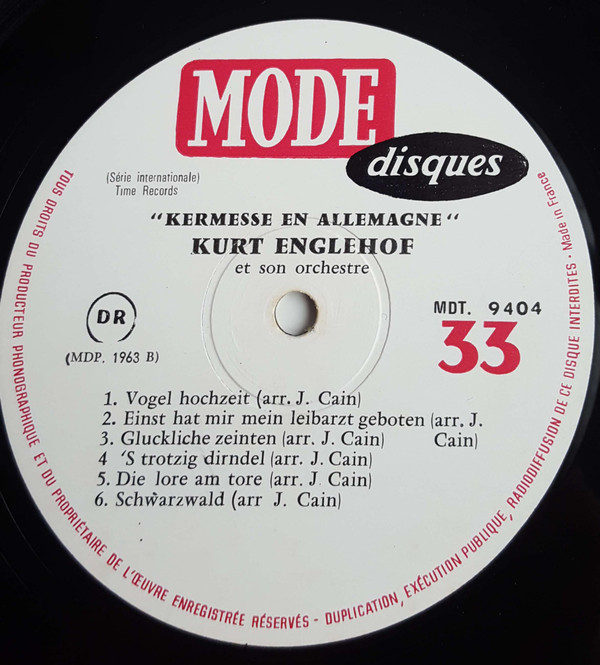 MODE
disques
(Série internationale)
Time Records
"KERMESSE EN ALLEMAGNE"
KURT ENGLEHOF
et son orchestre
DR
(MDP. 1963 B)
MDT. 9404
33
1. Vogel hochzeit (arr. J. Cain)
2. Einst hat mir mein leibarzt geboten (arr. J. Cain)
3. Gluckliche zeinten (arr. J. Cain)
4 'S trotzig dirndel (arr. J. Cain)
5. Die lore am tore (arr. J. Cain)
6. Schwarzwald (arr J. Cain)
TOUS DROITS DU PRODUCTEUR PHONOGRAPHIQUE ET DU PROPRIÉTAIRE DE L'ŒUVRE ENREGISTRÉE RÉSERVÉS - DUPLICATION, EXÉCUTION PUBLIQUE, RADIODIFFUSION DE CE DISQUE INTERDITES • Made in France